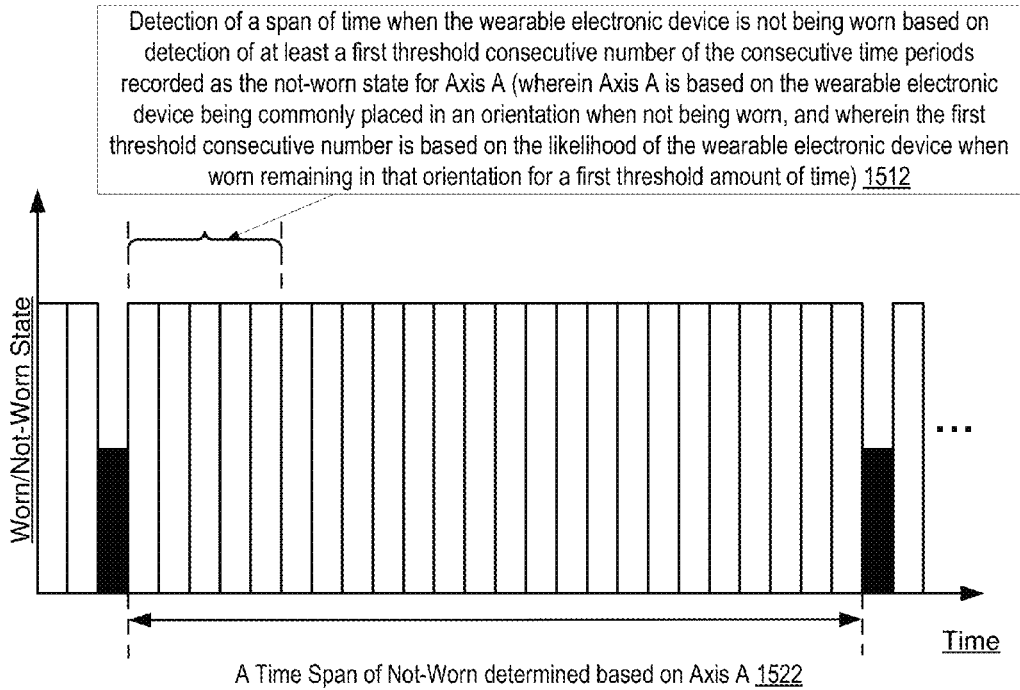 Detection of a span of time when the wearable electronic device is not being worn based on
detection of at least a first threshold consecutive number of the consecutive time periods
recorded as the not-worn state for Axis A (wherein Axis A is based on the wearable electronic
device being commonly placed in an orientation when not being worn, and wherein the first
threshold consecutive number is based on the likelihood of the wearable electronic device when
worn remaining in that orientation for a first threshold amount of time) 1512
Worn/Not-Worn State
...
Time
A Time Span of Not-Worn determined based on Axis A 1522